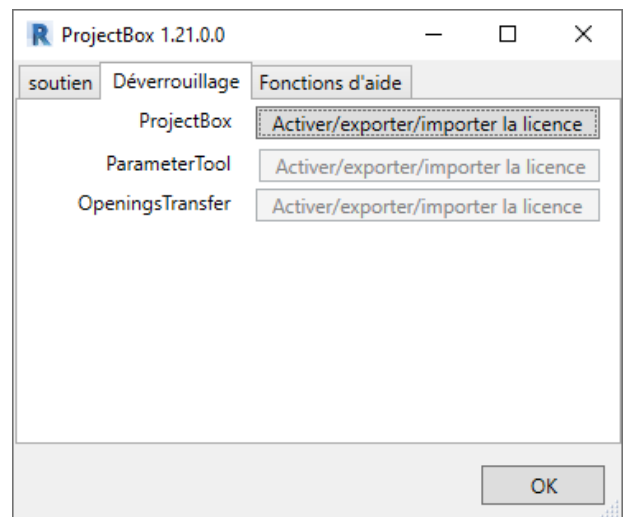 ProjectBox 1.21.0.0
soutien Déverrouillage Fonctions d'aide
ProjectBox Activer/exporter/importer la licence
ParameterTool Activer/exporter/importer la licence
OpeningsTransfer Activer/exporter/importer la licence
OK